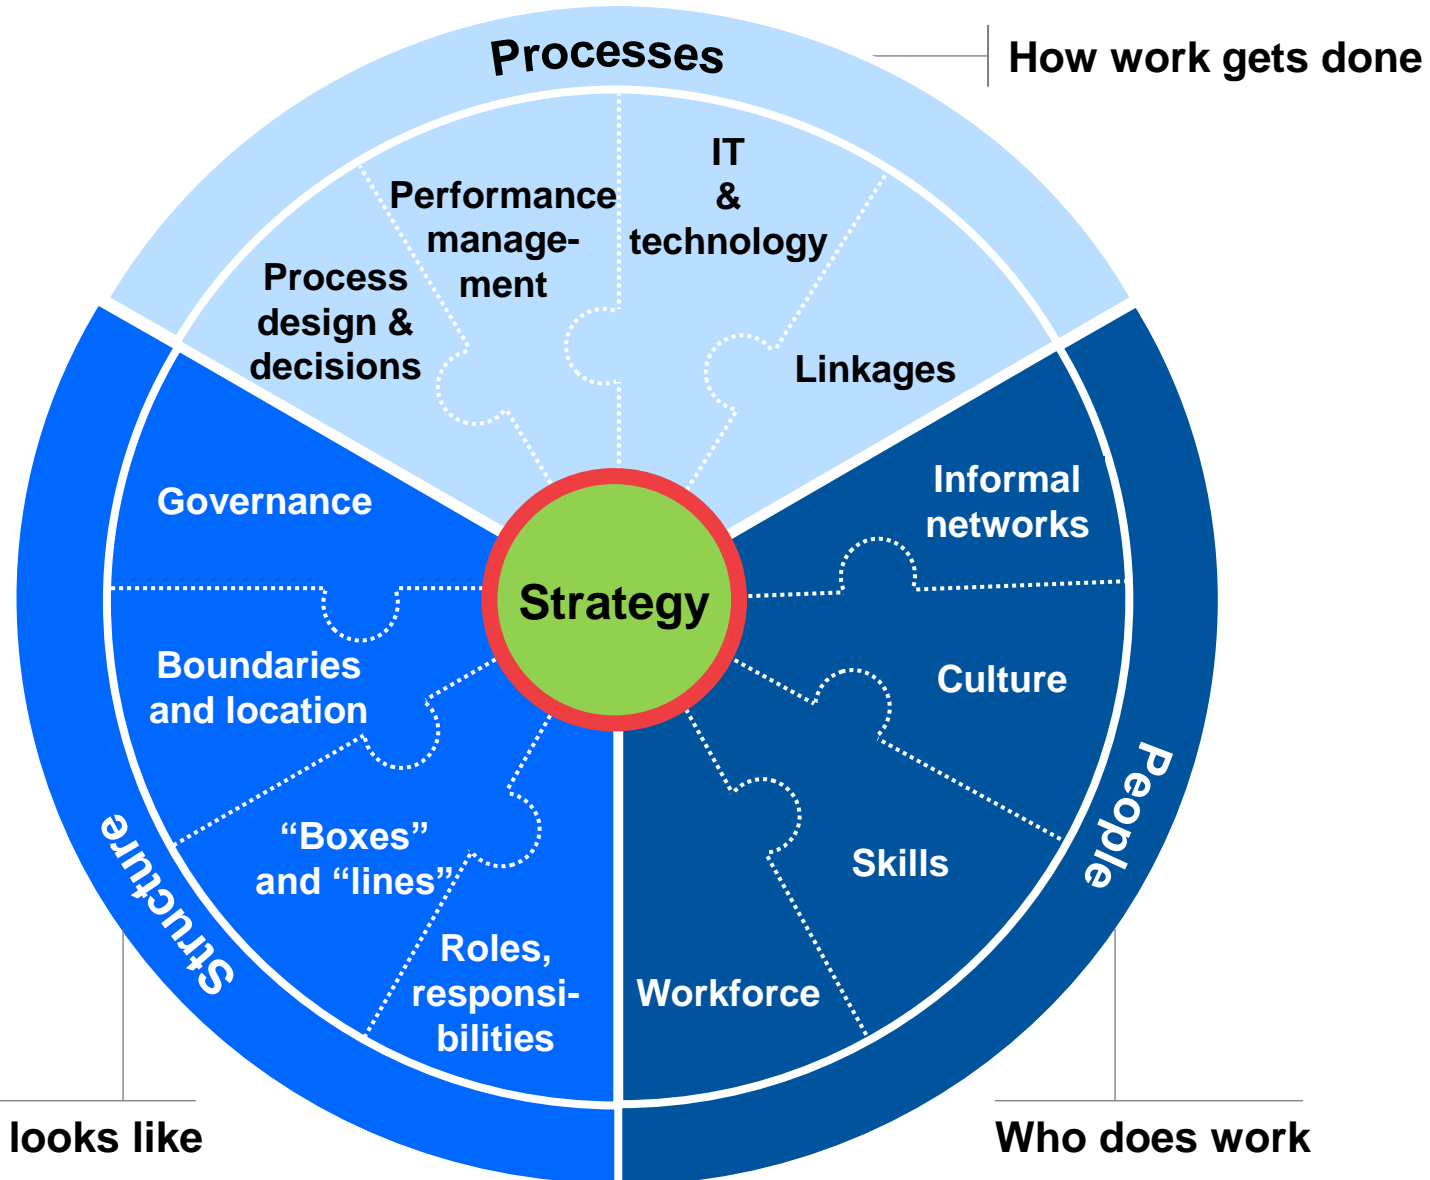 Processes
How work gets done
IT
&
technology
Performance
manage-
ment
Process
design &
decisions
Linkages
Governance
Informal
networks
Strategy
Boundaries
and location
Culture
People
Structure
“Boxes”
and “lines”
Skills
Roles,
responsi-
bilities
Workforce
looks like
Who does work